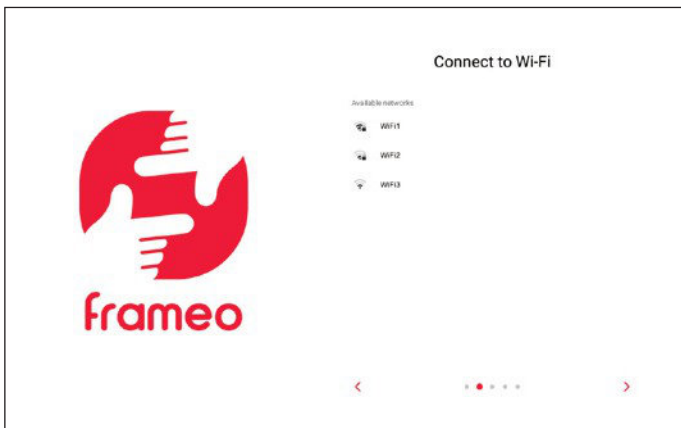 Connect to Wi-Fi
Available networks
WiFi1
WiFi2
WiFi3
frameo